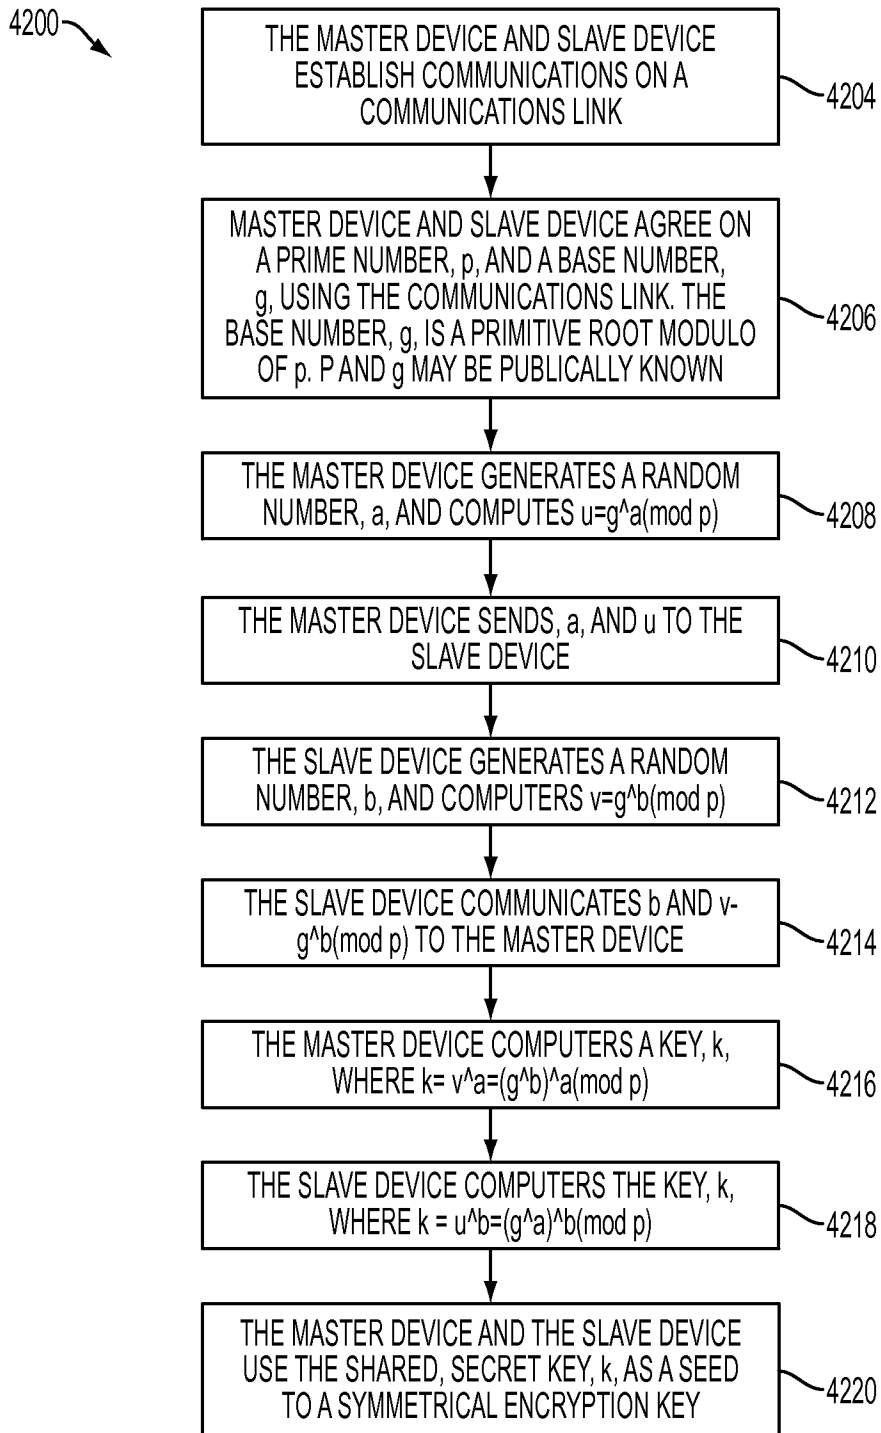 4200
THE MASTER DEVICE AND SLAVE DEVICE
ESTABLISH COMMUNICATIONS ON A
COMMUNICATIONS LINK
4204
MASTER DEVICE AND SLAVE DEVICE AGREE ON
A PRIME NUMBER, p, AND A BASE NUMBER,
g, USING THE COMMUNICATIONS LINK. THE
BASE NUMBER, g, IS A PRIMITIVE ROOT MODULO
OF p. P AND g MAY BE PUBLICALLY KNOWN
4206
THE MASTER DEVICE GENERATES A RANDOM
NUMBER, a, AND COMPUTES u=g^a(mod p)
4208
THE MASTER DEVICE SENDS, a, AND u TO THE
SLAVE DEVICE
4210
THE SLAVE DEVICE GENERATES A RANDOM
NUMBER, b, AND COMPUTERS v=g^b(mod p)
4212
THE SLAVE DEVICE COMMUNICATES b AND v-
g^b(mod p) TO THE MASTER DEVICE
4214
THE MASTER DEVICE COMPUTERS A KEY, k,
WHERE k= v^a=(g^b)^a(mod p)
4216
THE SLAVE DEVICE COMPUTERS THE KEY, k,
WHERE k = u^b=(g^a)^b(mod p)
4218
THE MASTER DEVICE AND THE SLAVE DEVICE
USE THE SHARED, SECRET KEY, k, AS A SEED
TO A SYMMETRICAL ENCRYPTION KEY
4220